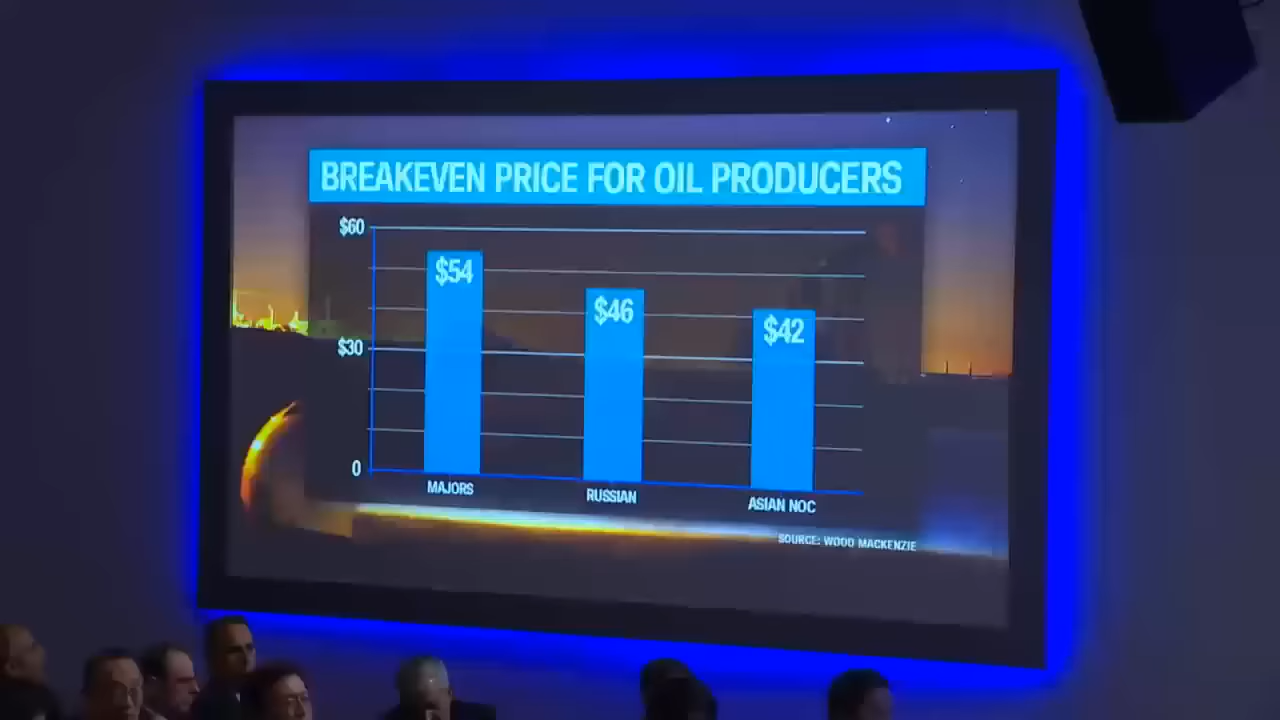 BREAKEVEN PRICE FOR OIL PRODUCERS
$60
$54
$46
$42
$30
0
MAJORS
RUSSIAN
ASIAN NOC
SOURCE: WOOD MACKENZIE